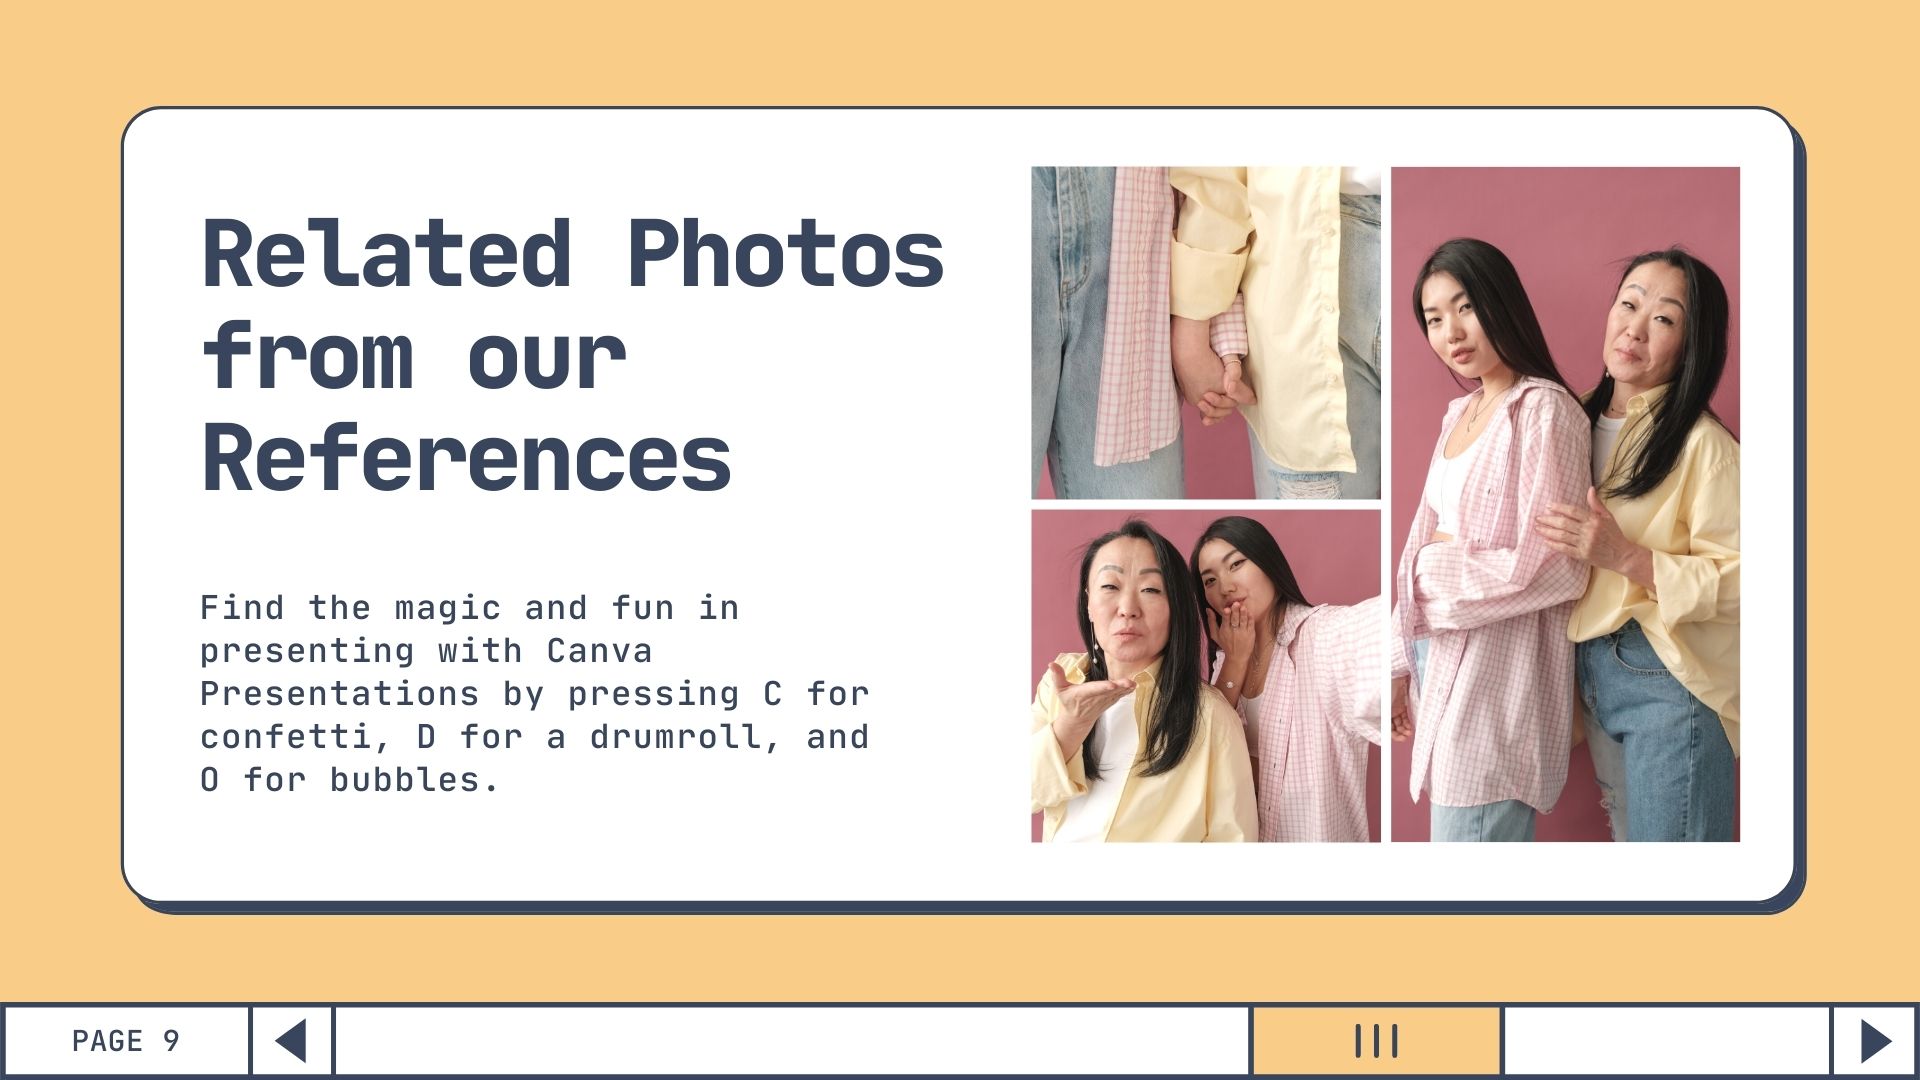 Related Photos
from our
References
Find the magic and fun in
presenting with Canva
Presentations by pressing C for
confetti, D for a drumroll, and
O for bubbles.
PAGE 9